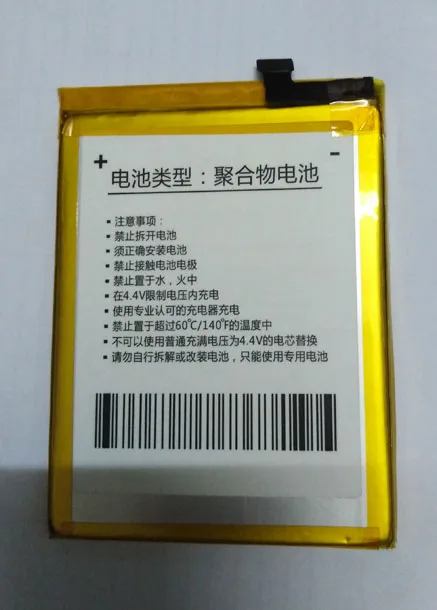 + -
电池类型：聚合物电池
▪ 注意事项：
▪ 禁止拆开电池
▪ 须正确安装电池
▪ 禁止接触电池电极
▪ 禁止置于水，火中
▪ 在4.4V限制电压内充电
▪ 使用专业认可的充电器充电
▪ 禁止置于超过60℃/140℉的温度中
▪ 不可以使用普通充满电压为4.4V的电芯替换
▪ 请勿自行拆解或改装电池，只能使用专用电池